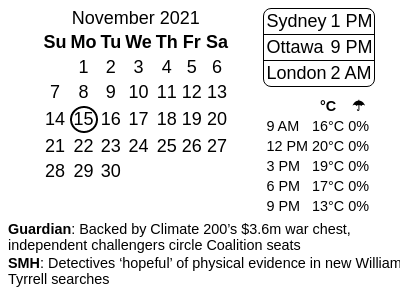 November 2021
Su Mo Tu We Th Fr Sa
1 2 3 4 5 6
7 8 9 10 11 12 13
14 15 16 17 18 19 20
21 22 23 24 25 26 27
28 29 30
Sydney 1 PM
Ottawa 9 PM
London 2 AM
°C ☂
9 AM 16°C 0%
12 PM 20°C 0%
3 PM 19°C 0%
6 PM 17°C 0%
9 PM 13°C 0%
Guardian: Backed by Climate 200’s $3.6m war chest,
independent challengers circle Coalition seats
SMH: Detectives ‘hopeful’ of physical evidence in new William
Tyrrell searches